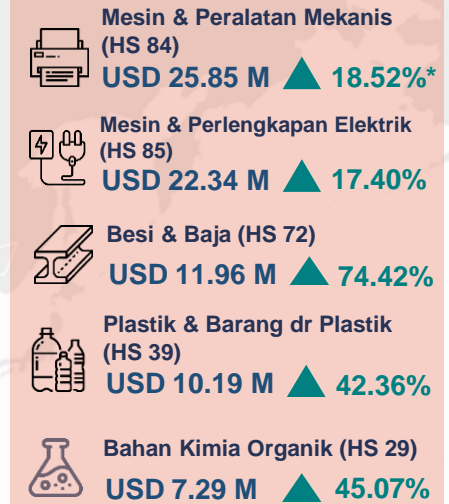 Mesin & Peralatan Mekanis
(HS 84)
USD 25.85 M 18.52%*
Mesin & Perlengkapan Elektrik
(HS 85)
USD 22.34 M 17.40%
Besi & Baja (HS 72)
USD 11.96 M 74.42%
Plastik & Barang dr Plastik
(HS 39)
USD 10.19 M 42.36%
Bahan Kimia Organik (HS 29)
USD 7.29 M 45.07%